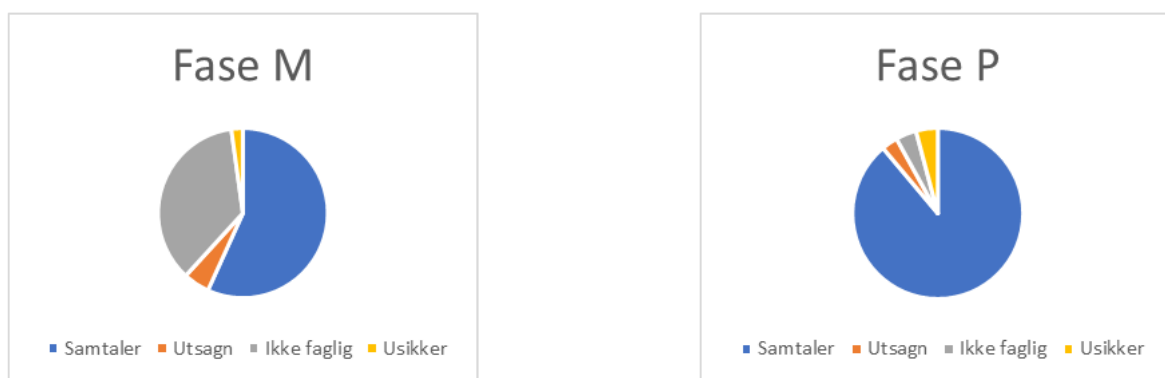 Fase M
Samtaler Utsagn Ikke faglig Usikker
Fase P
Samtaler Utsagn Ikke faglig Usikker